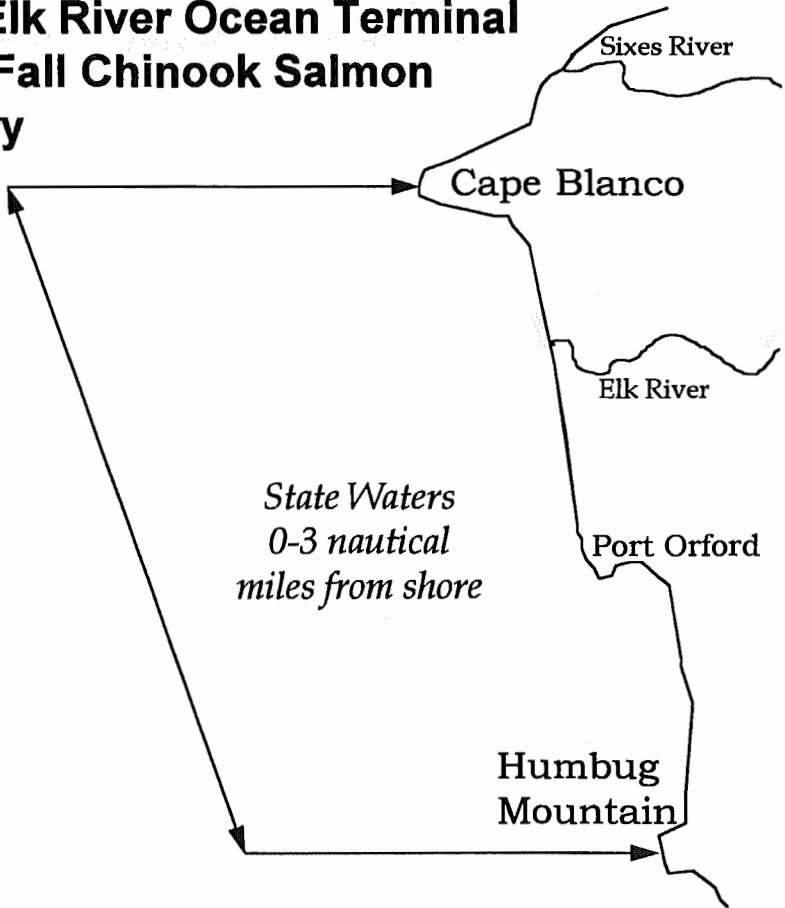 Elk River Ocean Terminal
Fall Chinook Salmon
Sixes River
Cape Blanco
Elk River
State Waters
0-3 nautical
miles from shore
Port Orford
Humbug
Mountain